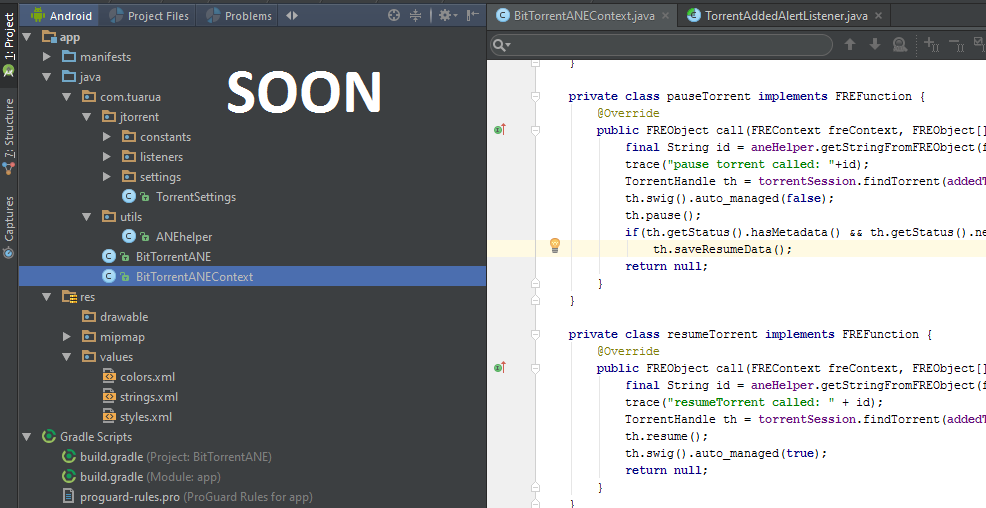 Android
Project Files
Problems
1: Project
7: Structure
Captures
app
manifests
java
SOON
com.tuarua
jtorrent
constants
listeners
settings
TorrentSettings
utils
ANEhelper
BitTorrentANE
BitTorrentANEContext
res
drawable
mipmap
values
colors.xml
strings.xml
styles.xml
Gradle Scripts
build.gradle (Project: BitTorrentANE)
build.gradle (Module: app)
proguard-rules.pro (ProGuard Rules for app)
BitTorrentANEContext.java
TorrentAddedAlertListener.java
}
private class pauseTorrent implements FREFunction {
@Override
public FREObject call(FREContext freContext, FREObject[]
final String id = aneHelper.getStringFromFREObject(f
trace("pause torrent called: "+id);
TorrentHandle th = torrentSession.findTorrent(addedT
th.swig().auto_managed(false);
th.pause();
if(th.getStatus().hasMetadata() && th.getStatus().ne
th.saveResumeData();
return null;
}
}
private class resumeTorrent implements FREFunction {
@Override
public FREObject call(FREContext freContext, FREObject[]
final String id = aneHelper.getStringFromFREObject(f
trace("resumeTorrent called: " + id);
TorrentHandle th = torrentSession.findTorrent(addedT
th.resume();
th.swig().auto_managed(true);
return null;
}
}